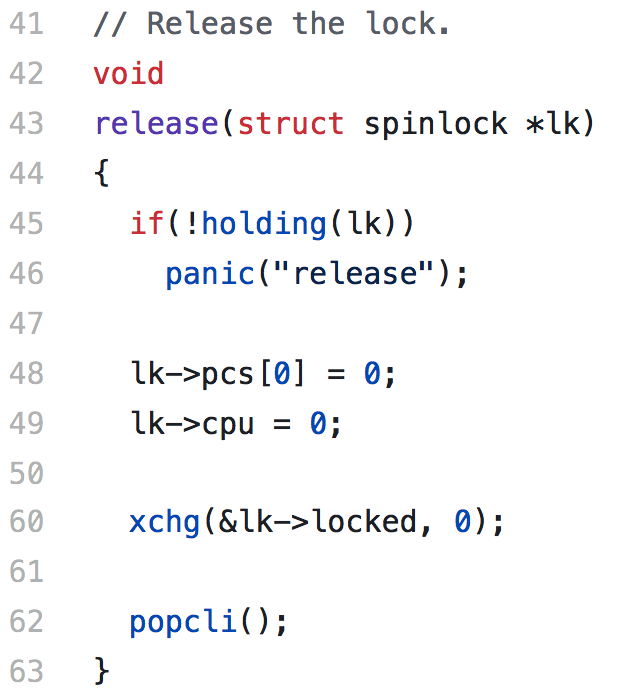 41 // Release the lock.
42 void
43 release(struct spinlock *lk)
44 {
45   if(!holding(lk))
46     panic("release");
47
48   lk->pcs[0] = 0;
49   lk->cpu = 0;
50
60   xchg(&lk->locked, 0);
61
62   popcli();
63 }